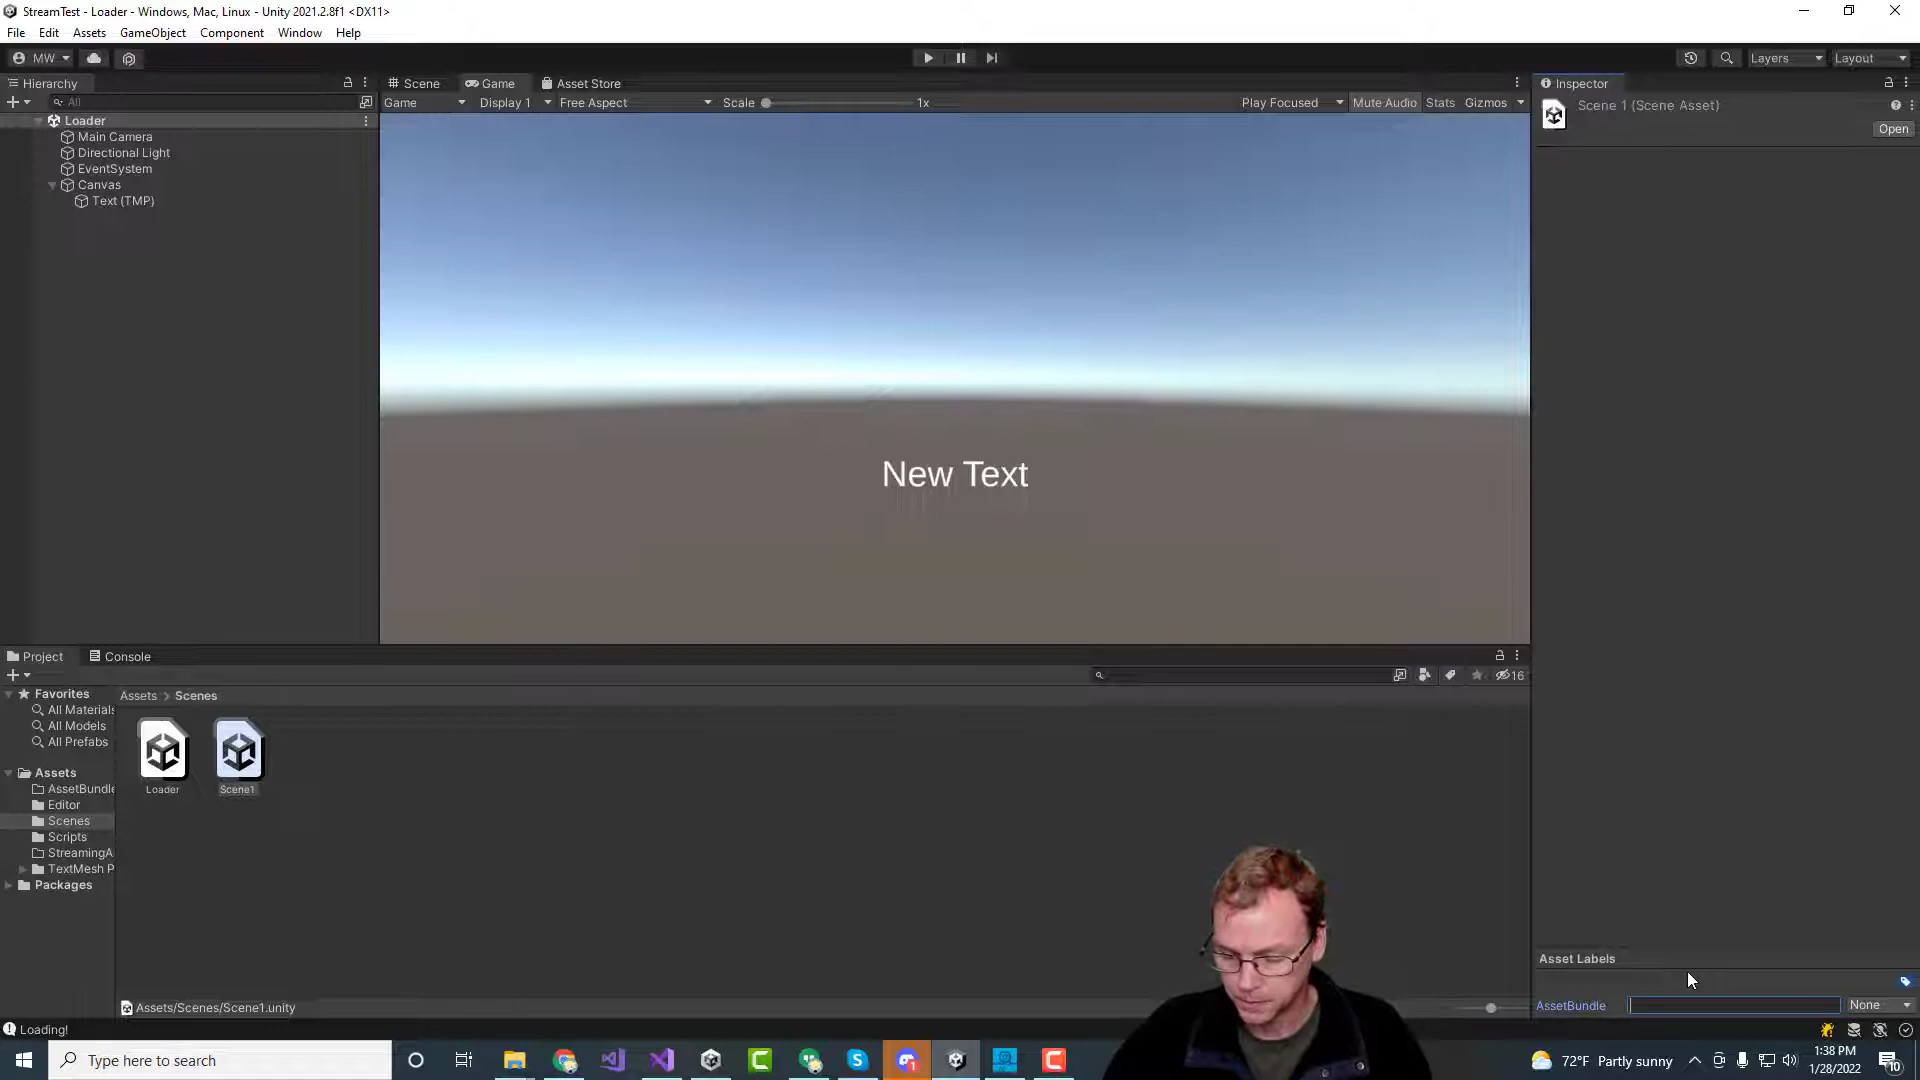 StreamTest - Loader - Windows, Mac, Linux - Unity 2021.2.8f1 <DX11>
File Edit Assets GameObject Component Window Help
MW Layers Layout
Hierarchy Scene Game Asset Store Inspector
All Game Display 1 Free Aspect Scale 1x Play Focused Mute Audio Stats Gizmos Scene 1 (Scene Asset)
Loader
Open
Main Camera
Directional Light
EventSystem
Canvas
Text (TMP)
New Text
Project Console
16
Favorites Assets > Scenes
All Materials
All Models
All Prefabs
Assets
AssetBundle
Editor
Scenes
Scripts
StreamingA
TextMesh P
Packages
Loader Scene1
Asset Labels
AssetBundle None
Assets/Scenes/Scene1.unity
Loading!
Type here to search
1
72°F Partly sunny
1:38 PM
1/28/2022
10